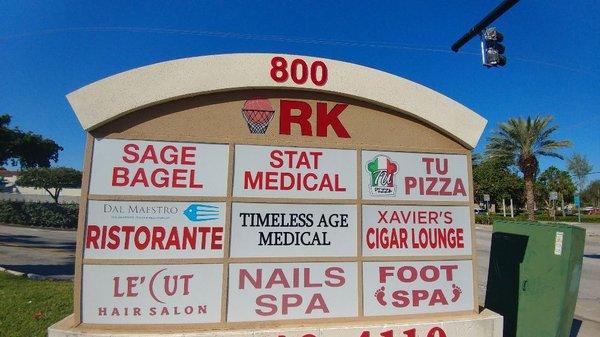 800
RK
SAGE
BAGEL
STAT
MEDICAL
TU
PIZZA
DAL MAESTRO
RISTORANTE
TIMELESS AGE
MEDICAL
XAVIER'S
CIGAR LOUNGE
LE' CUT
HAIR SALON
NAILS
SPA
FOOT
SPA
4110